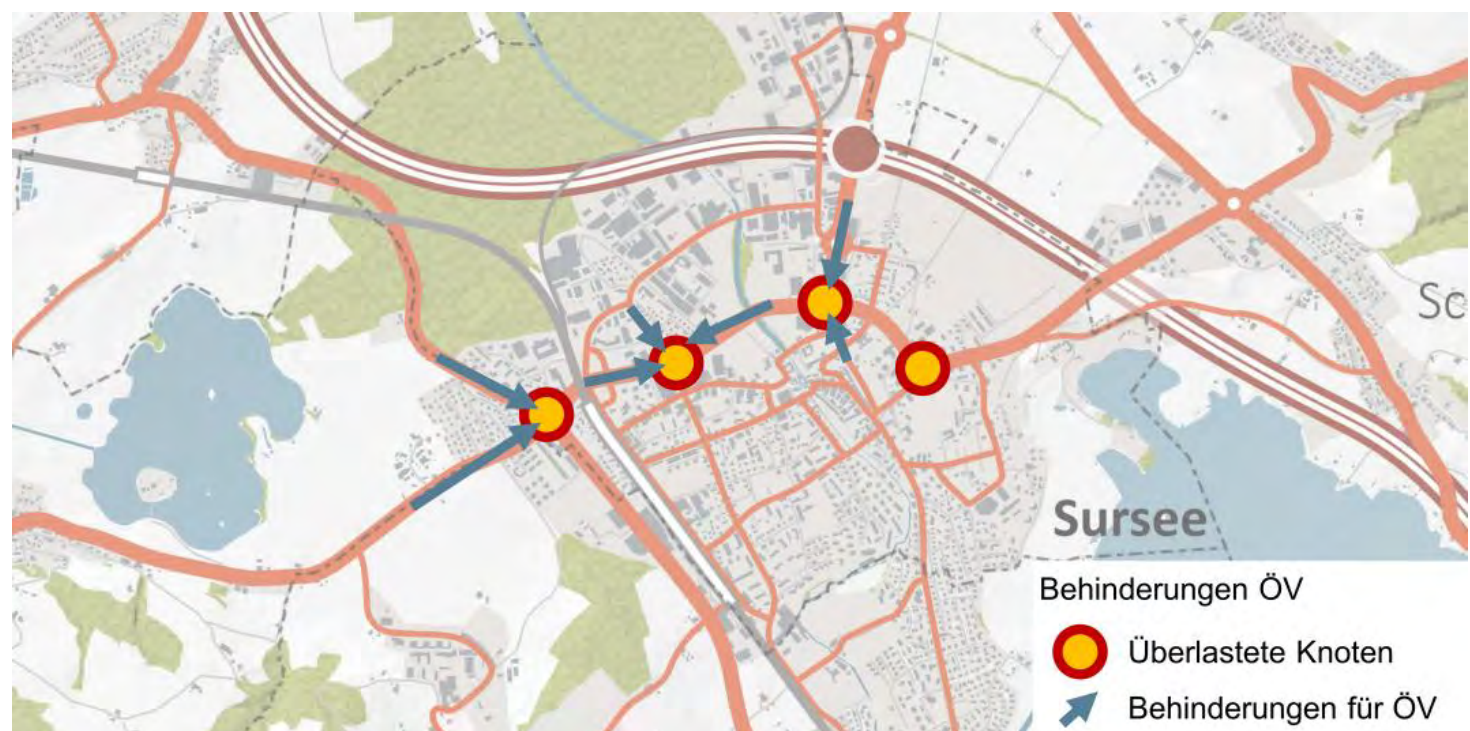 Sc
Sursee
Behinderungen ÖV
Überlastete Knoten
Behinderungen für ÖV